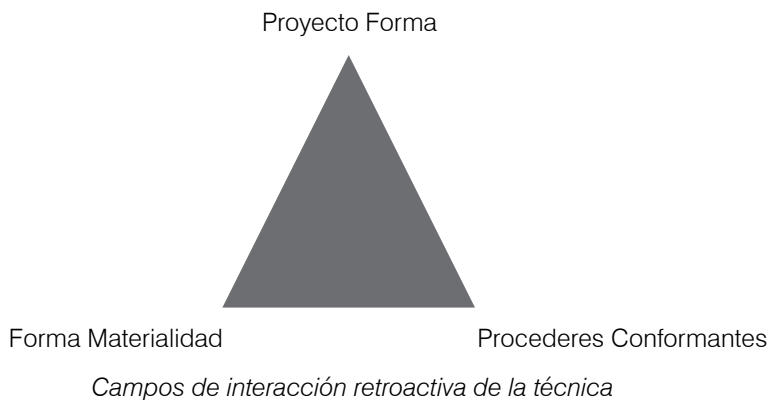 Proyecto Forma
Forma Materialidad
Procederes Conformantes
Campos de interacción retroactiva de la técnica